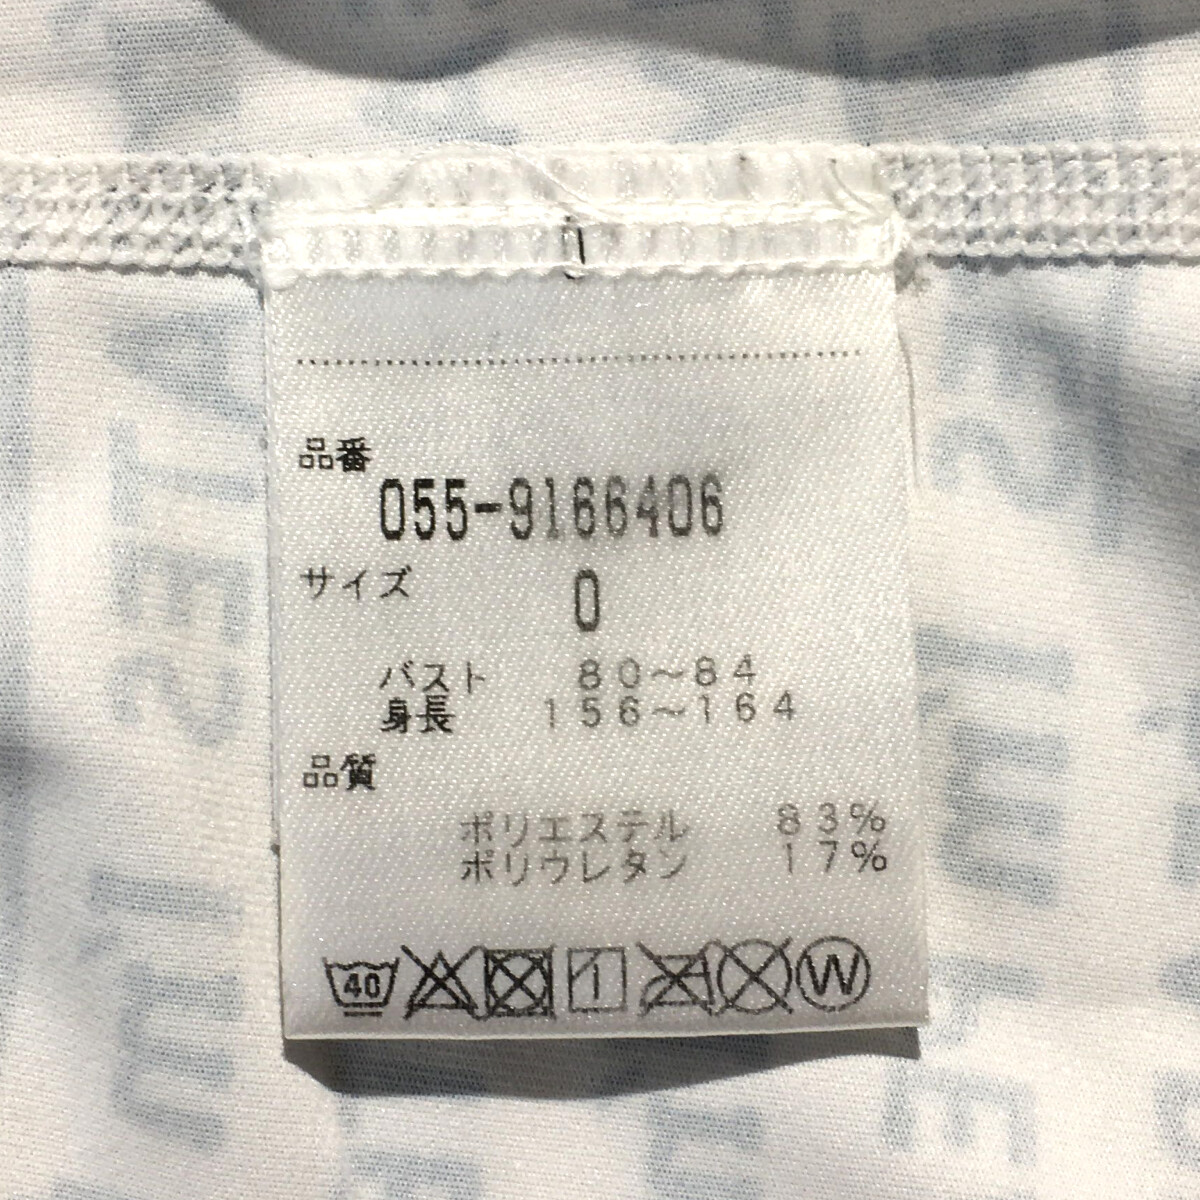 品番
055-9166406
サイズ 0
バスト 80～84
身長 156～164
品質
ポリエステル 83%
ポリウレタン 17%
40 W